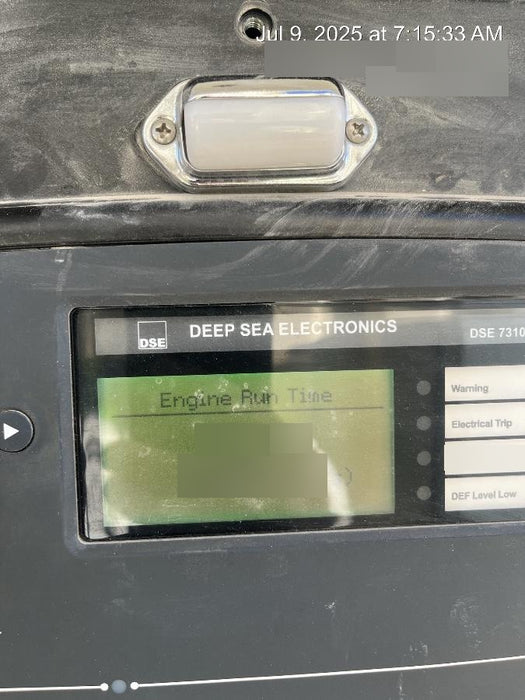 Jul 9, 2025 at 7:15:33 AM
DSE
DEEP SEA ELECTRONICS
DSE 7310
Engine Run Time
Warning
Electrical Trip
DEF Level Low